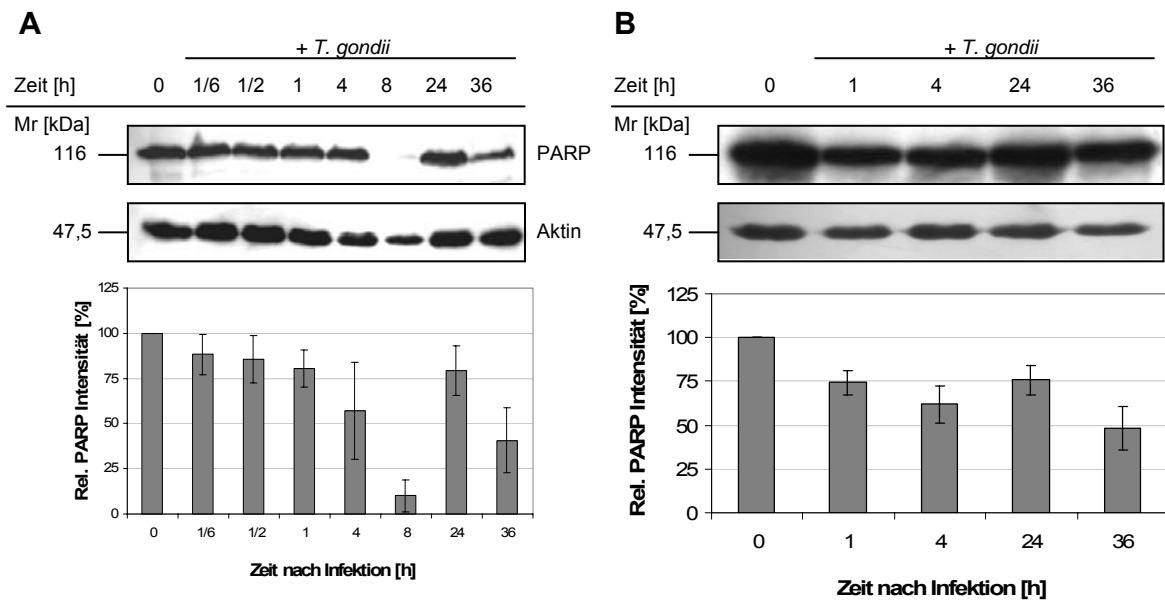 A
+ T. gondii
Zeit [h] 0 1/6 1/2 1 4 8 24 36
Mr [kDa]
116 PARP
47,5 Aktin
Rel. PARP Intensität [%]
125
100
75
50
25
0
0 1/6 1/2 1 4 8 24 36
Zeit nach Infektion [h]
B
+ T. gondii
Zeit [h] 0 1 4 24 36
Mr [kDa]
116
47,5
Rel. PARP Intensität [%]
125
100
75
50
25
0
0 1 4 24 36
Zeit nach Infektion [h]